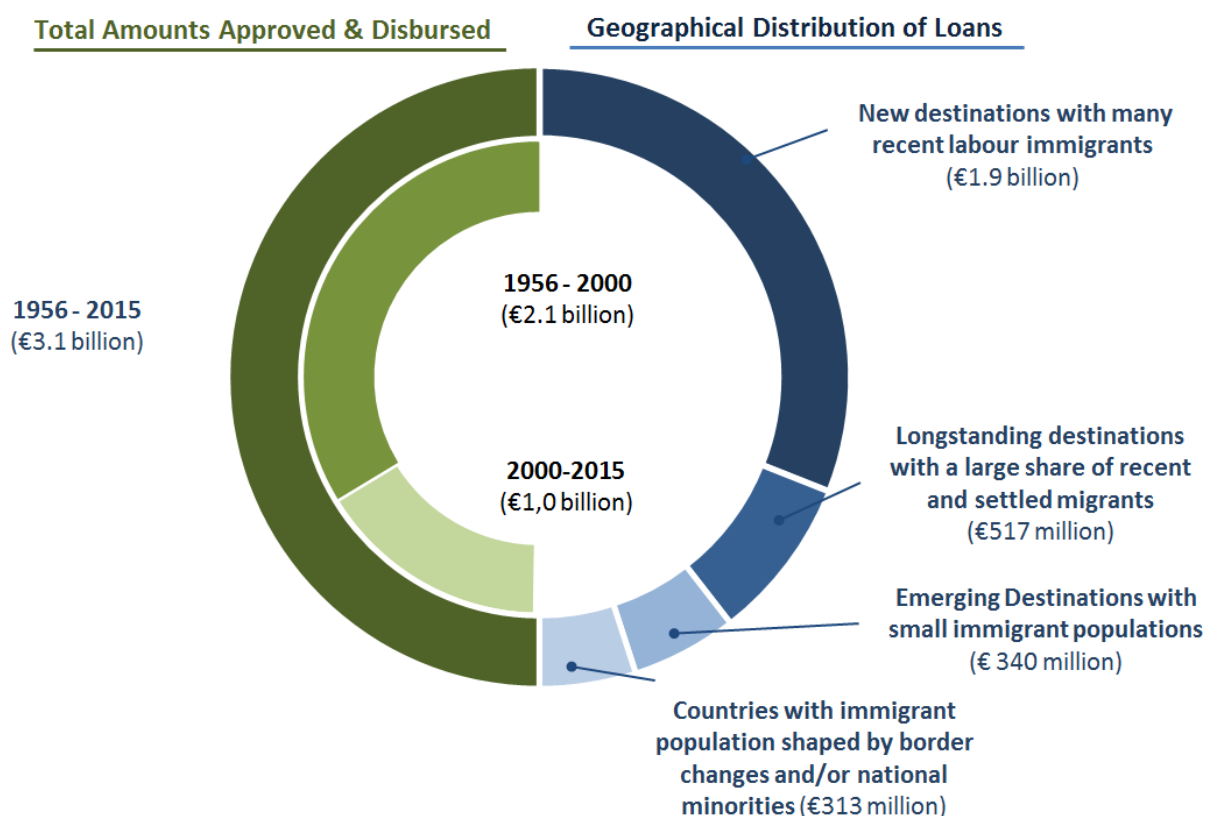 Total Amounts Approved & Disbursed
Geographical Distribution of Loans
New destinations with many
recent labour immigrants
(€1.9 billion)
1956 - 2000
(€2.1 billion)
1956 - 2015
(€3.1 billion)
Longstanding destinations
with a large share of recent
and settled migrants
(€517 million)
2000-2015
(€1,0 billion)
Emerging Destinations with
small immigrant populations
(€ 340 million)
Countries with immigrant
population shaped by border
changes and/or national
minorities (€313 million)